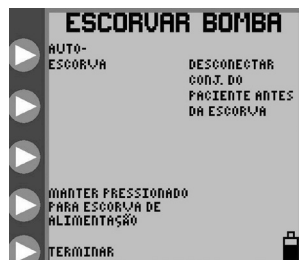 ESCORVAR BOMBA
AUTO-
ESCORVA
DESCONECTAR
CONJ. DO
PACIENTE ANTES
DA ESCORVA
MANTER PRESSIONADO
PARA ESCORVA DE
ALIMENTAÇÃO
TERMINAR